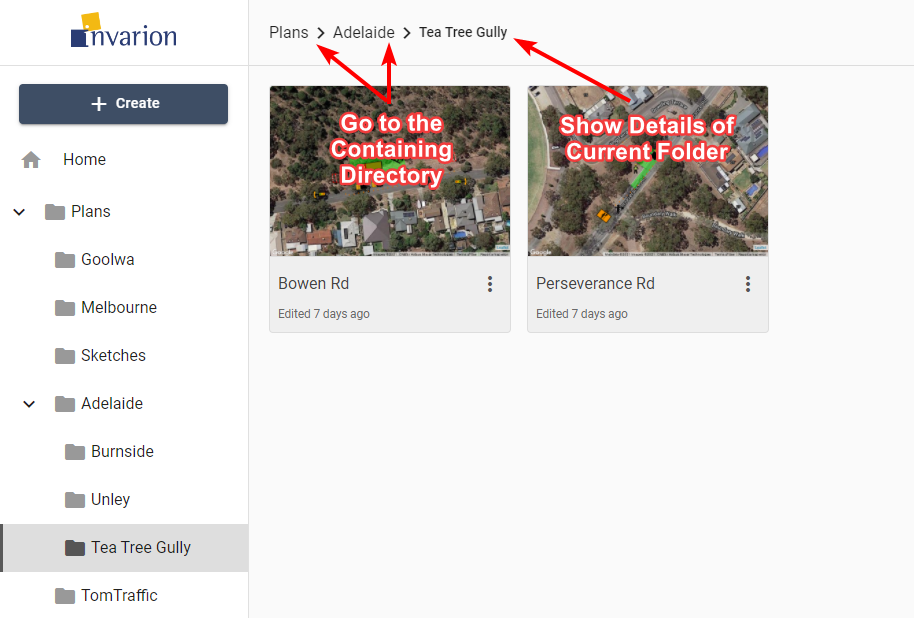 invarion
Plans > Adelaide > Tea Tree Gully
+ Create
Home
Plans
Goolwa
Melbourne
Sketches
Adelaide
Burnside
Unley
Tea Tree Gully
TomTraffic
Go to the
Containing
Directory
Bowen Rd
Edited 7 days ago
Show Details of
Current Folder
Google
Perseverance Rd
Edited 7 days ago